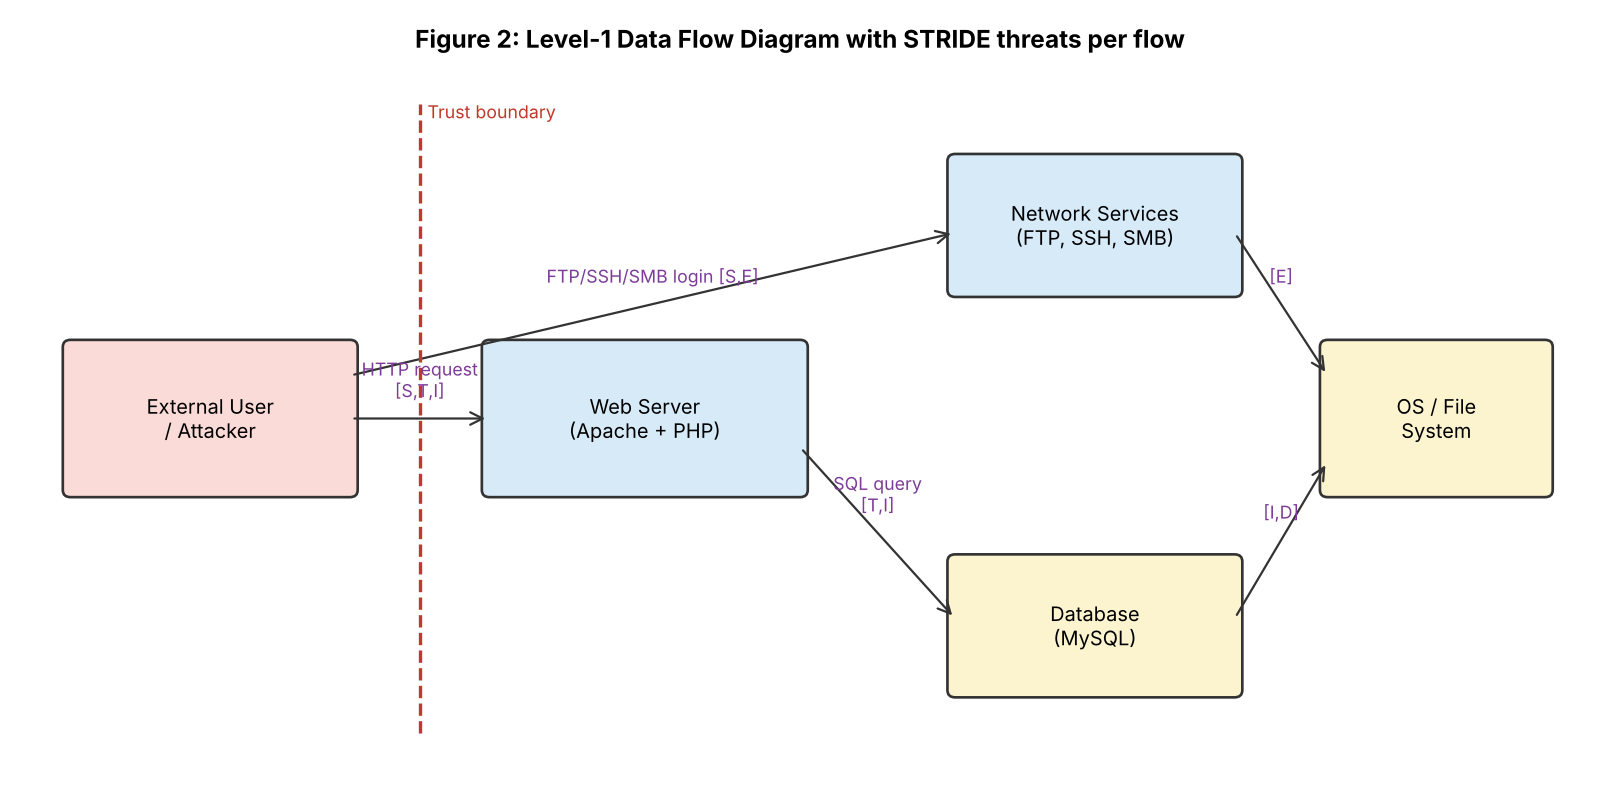 Figure 2: Level-1 Data Flow Diagram with STRIDE threats per flow
Trust boundary
Network Services
(FTP, SSH, SMB)
FTP/SSH/SMB login [S,E]
[E]
HTTP request
[S,T,I]
External User
/ Attacker
Web Server
(Apache + PHP)
OS / File
System
SQL query
[T,I]
[I,D]
Database
(MySQL)